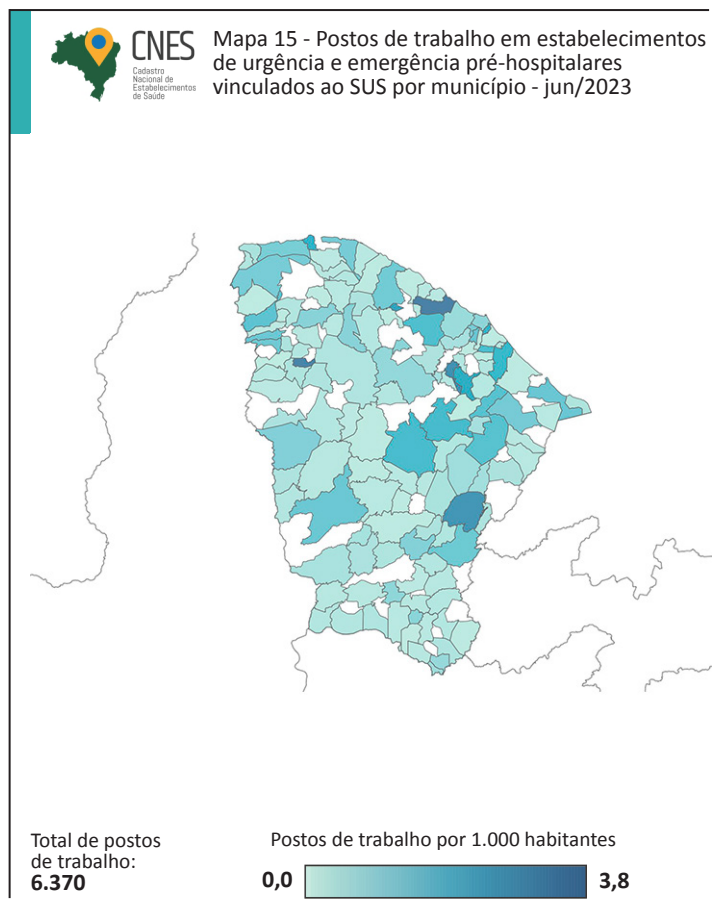 CNES
Cadastro
Nacional de
Estabelecimentos
de Saúde
Mapa 15 - Postos de trabalho em estabelecimentos
de urgência e emergência pré-hospitalares
vinculados ao SUS por município - jun/2023
Total de postos
de trabalho:
6.370
Postos de trabalho por 1.000 habitantes
0,0
3,8